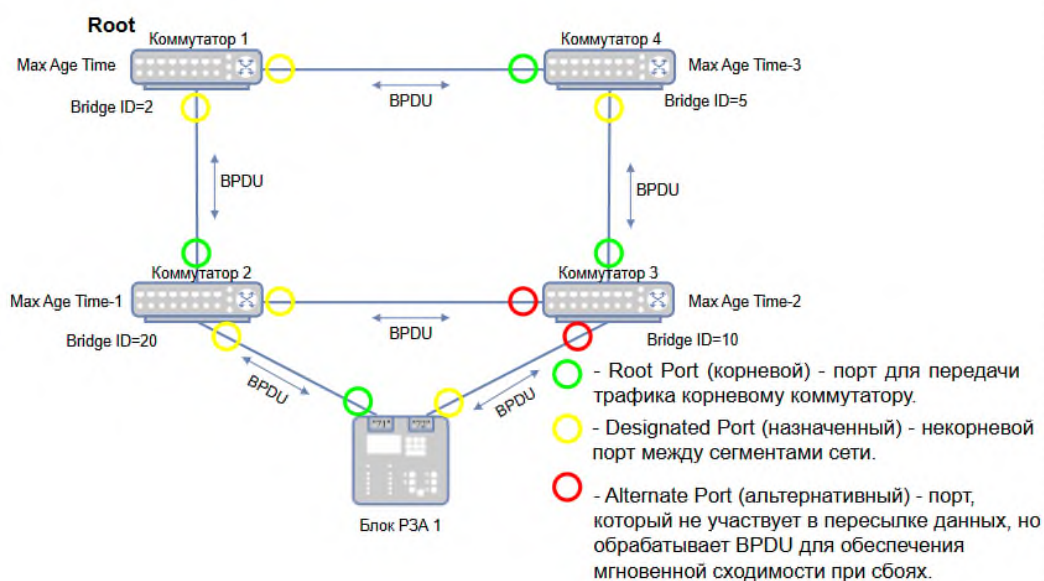 Root
Коммутатор 1
Коммутатор 4
Max Age Time
Max Age Time-3
Bridge ID=2
BPDU
Bridge ID=5
BPDU
BPDU
Коммутатор 2
Коммутатор 3
Max Age Time-1
Max Age Time-2
Bridge ID=20
BPDU
Bridge ID=10
BPDU
BPDU
"71"
"72"
Блок РЗА 1
- Root Port (корневой) - порт для передачи
трафика корневому коммутатору.
- Designated Port (назначенный) - некорневой
порт между сегментами сети.
- Alternate Port (альтернативный) - порт,
который не участвует в пересылке данных, но
обрабатывает BPDU для обеспечения
мгновенной сходимости при сбоях.